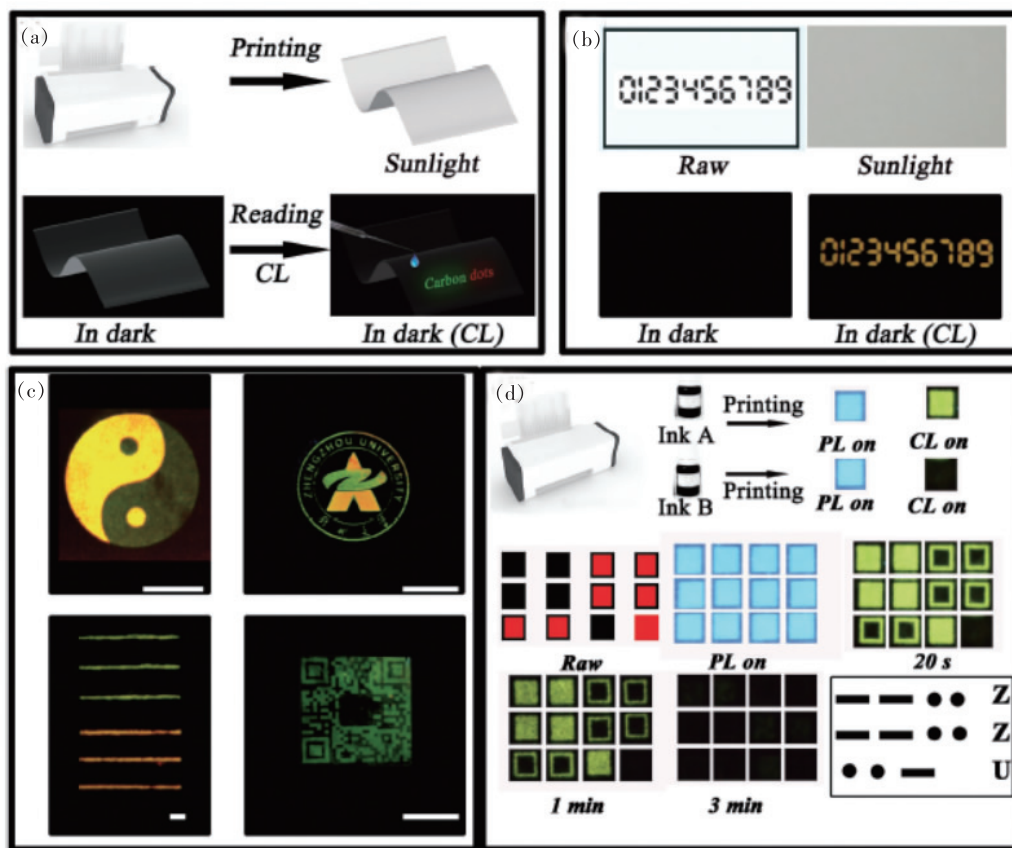 (a)
Printing
Sunlight
Reading
CL
In dark
Carbon dots
In dark (CL)
(b)
0123456789
Raw
Sunlight
0123456789
In dark
In dark (CL)
(c)
ZHENGZHOU UNIVERSITY
(d)
Ink A
Printing
PL on
CL on
Ink B
Printing
PL on
CL on
Raw
PL on
20 s
1 min
3 min
Z
Z
U